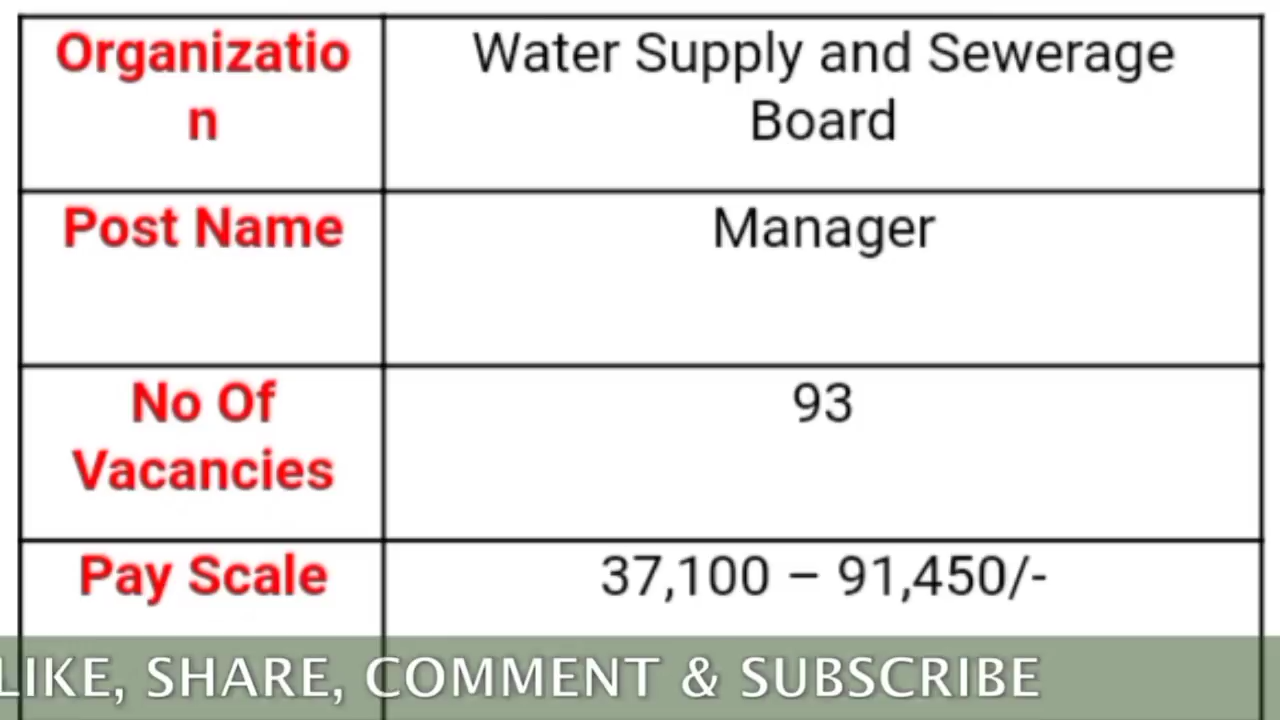 Organizatio
n
Water Supply and Sewerage
Board
Post Name
Manager
No Of
Vacancies
93
Pay Scale
37,100 – 91,450/-
LIKE, SHARE, COMMENT & SUBSCRIBE